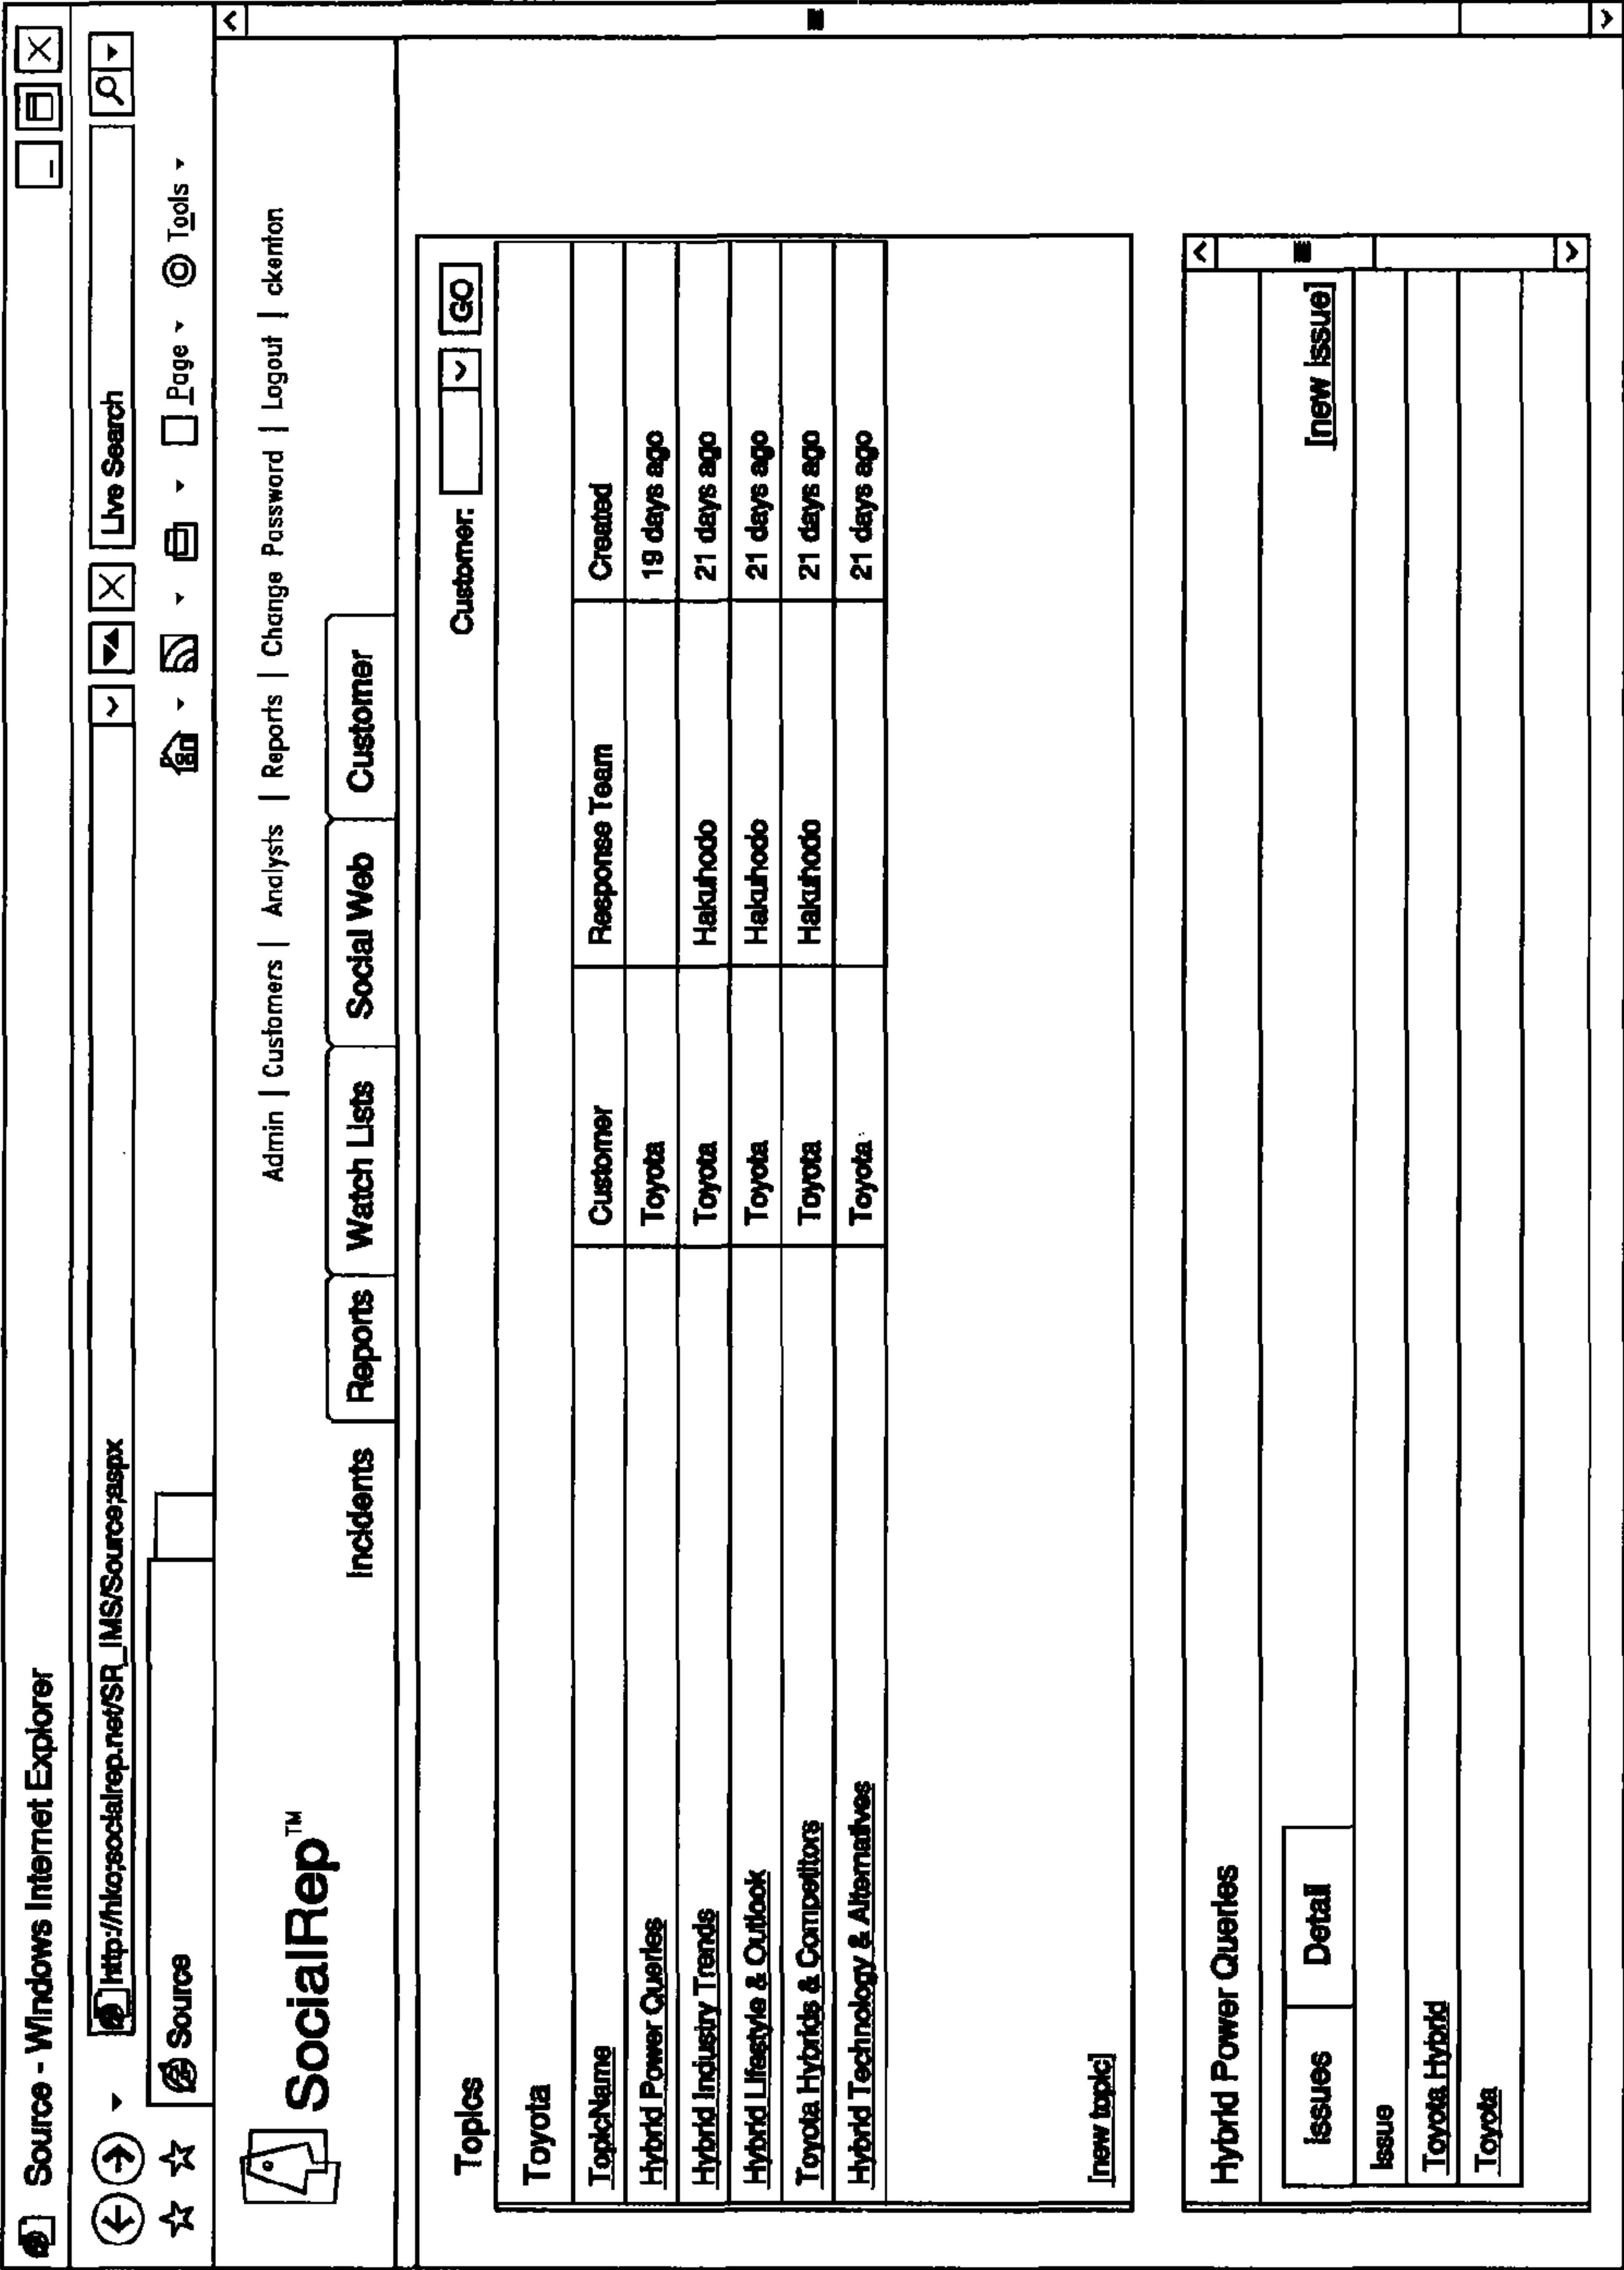 Source - Windows Internet Explorer
http://hko;socialrep.net/SR_IMS/Source;aspx
Live Search
Source
Page
Tools
SocialRep™
Admin | Customers | Analysts | Reports | Change Password | Logout | ckenton
Incidents Reports Watch Lists Social Web Customer
Topics Customer: GO
Toyota
TopicName Customer Response Team Created
Hybrid Power Queries Toyota 19 days ago
Hybrid Industry Trends Toyota Hakuhodo 21 days ago
Hybrid Lifestyle & Outlook Toyota Hakuhodo 21 days ago
Toyota Hybrids & Competitors Toyota Hakuhodo 21 days ago
Hybrid Technology & Alternatives Toyota 21 days ago
[new topic]
Hybrid Power Queries
Issues Detail [new issue]
Issue
Toyota Hybrid
Toyota